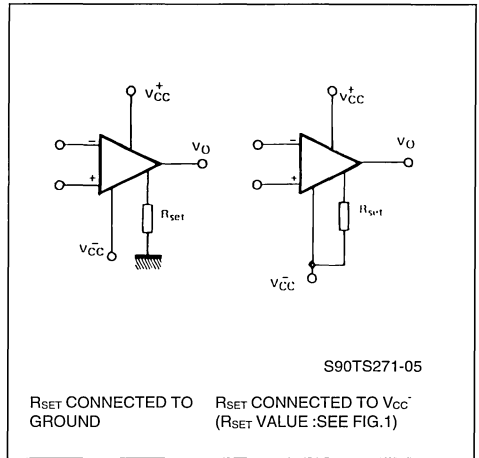 V⁺CC V⁺CC
− VO − VO
+ Rset + Rset
V⁻CC V⁻CC
S90TS271-05
RSET CONNECTED TO GROUND
RSET CONNECTED TO VCC⁻
(RSET VALUE :SEE FIG.1)